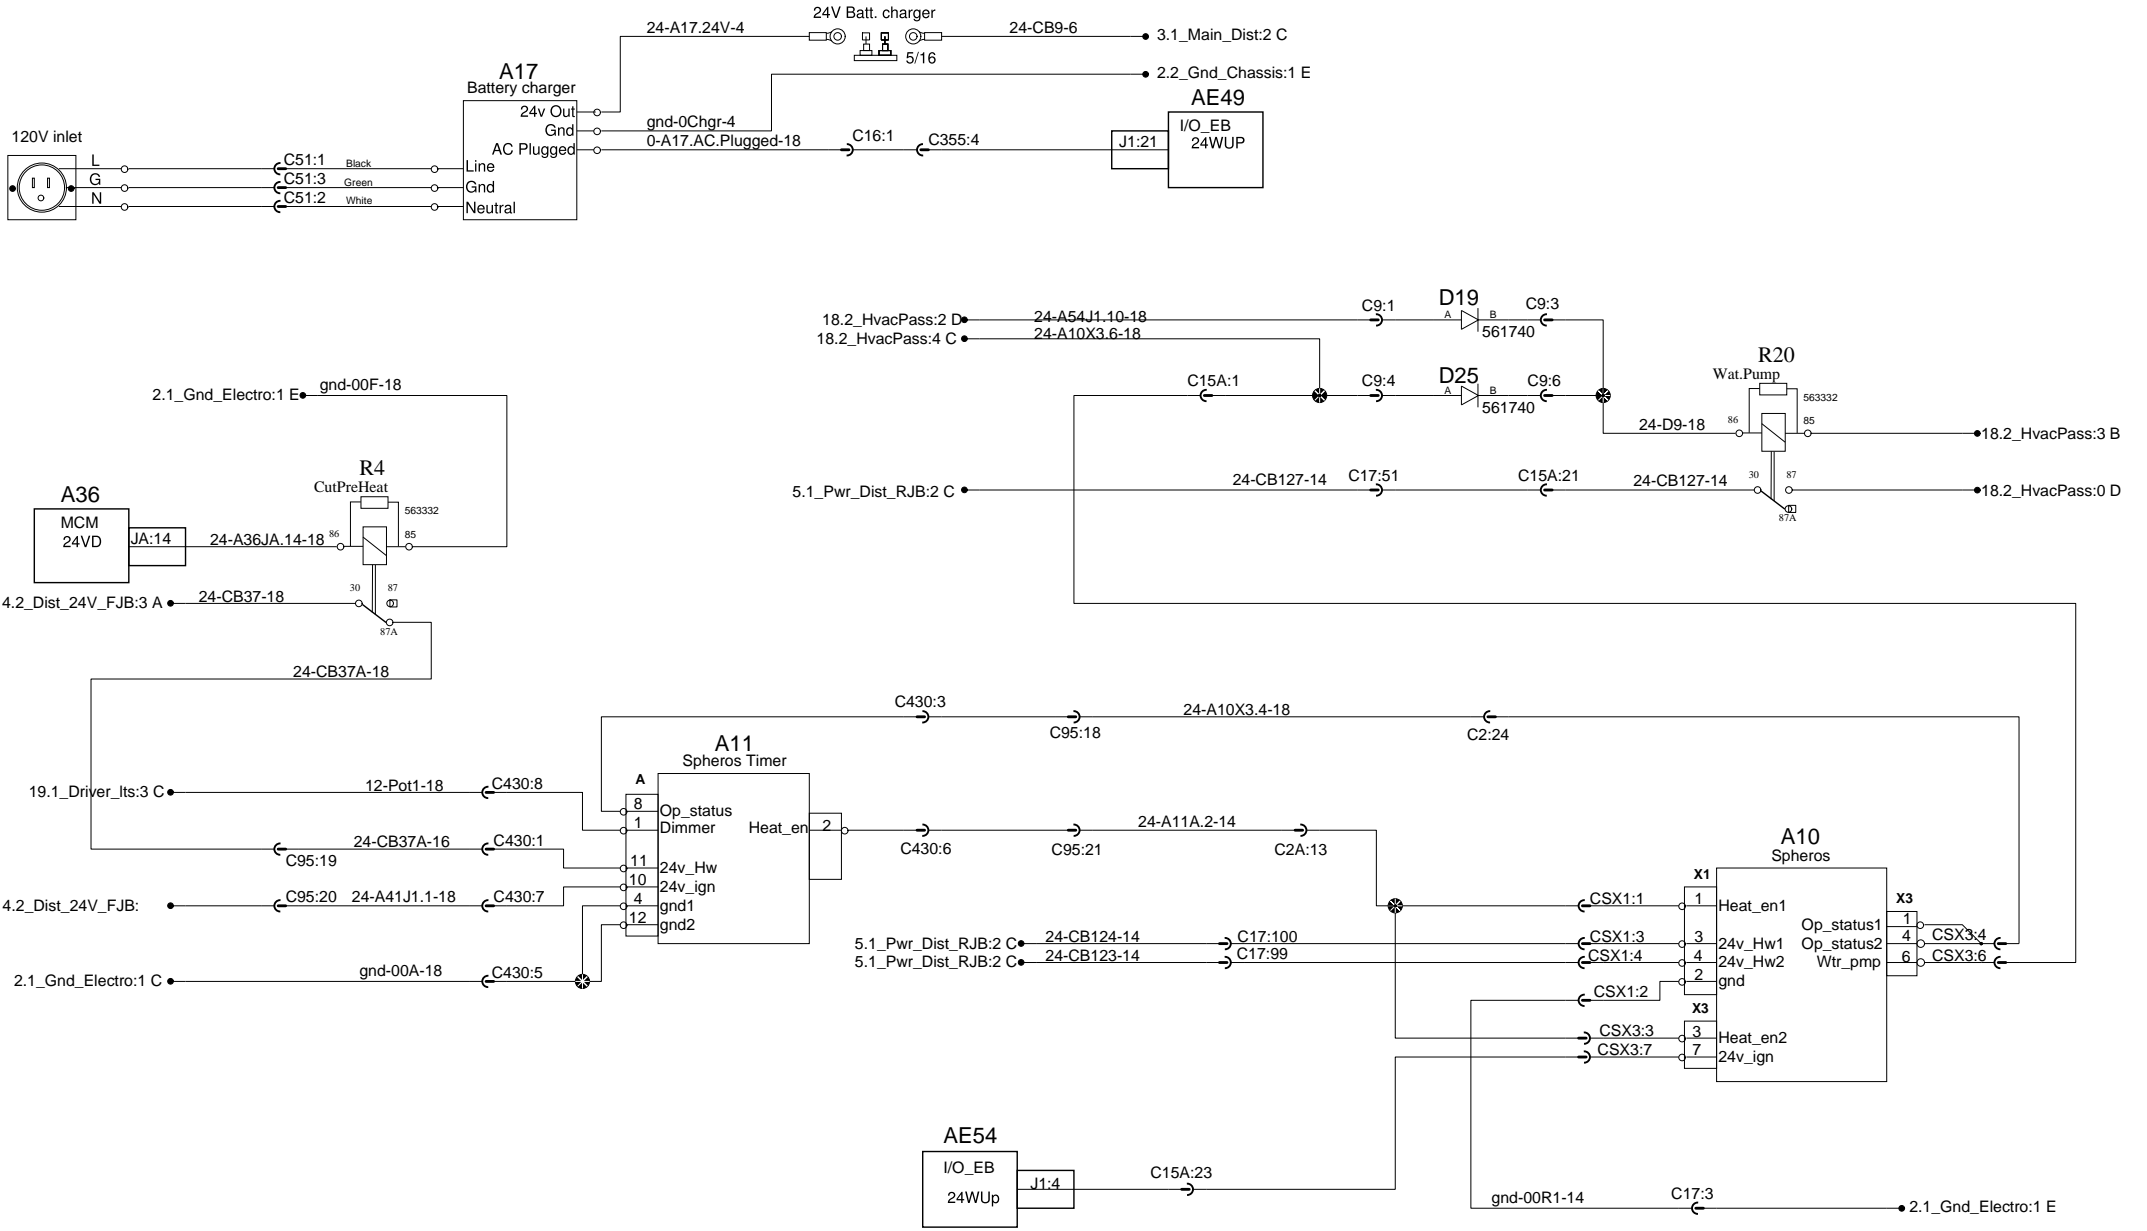 24V Batt. charger
24-A17.24V-4
24-CB9-6
3.1_Main_Dist:2 C
5/16
A17
Battery charger
2.2_Gnd_Chassis:1 E
AE49
24v Out
Gnd
gnd-0Chgr-4
I/O_EB
24WUP
120V inlet
AC Plugged
0-A17.AC.Plugged-18
C16:1
C355:4
J1:21
L
C51:1
Black
Line
G
C51:3
Green
Gnd
N
C51:2
White
Neutral
18.2_HvacPass:2 D
24-A54J1.10-18
C9:1
D19
A
B
561740
C9:3
18.2_HvacPass:4 C
24-A10X3.6-18
R20
Wat.Pump
563332
2.1_Gnd_Electro:1 E
gnd-00F-18
C15A:1
C9:4
D25
A
B
561740
C9:6
24-D9-18
86
85
18.2_HvacPass:3 B
R4
CutPreHeat
563332
5.1_Pwr_Dist_RJB:2 C
24-CB127-14
C17:51
C15A:21
24-CB127-14
30
87
18.2_HvacPass:0 D
87A
A36
MCM
24VD
JA:14
24-A36JA.14-18
86
85
4.2_Dist_24V_FJB:3 A
24-CB37-18
30
87
87A
24-CB37A-18
C430:3
C95:18
24-A10X3.4-18
C2:24
A11
Spheros Timer
A
19.1_Driver_lts:3 C
12-Pot1-18
C430:8
8
Op_status
1
Dimmer
Heat_en
2
C430:6
C95:21
24-A11A.2-14
C2A:13
C95:19
24-CB37A-16
C430:1
11
24v_Hw
10
24v_ign
4.2_Dist_24V_FJB:
C95:20
24-A41J1.1-18
C430:7
4
gnd1
12
gnd2
2.1_Gnd_Electro:1 C
gnd-00A-18
C430:5
A10
Spheros
X1
CSX1:1
1
Heat_en1
X3
Op_status1
1
5.1_Pwr_Dist_RJB:2 C
24-CB124-14
C17:100
CSX1:3
3
24v_Hw1
Op_status2
4
CSX3:4
5.1_Pwr_Dist_RJB:2 C
24-CB123-14
C17:99
CSX1:4
4
24v_Hw2
Wtr_pmp
6
CSX3:6
CSX1:2
2
gnd
X3
CSX3:3
3
Heat_en2
CSX3:7
7
24v_ign
AE54
I/O_EB
24WUp
J1:4
C15A:23
gnd-00R1-14
C17:3
2.1_Gnd_Electro:1 E